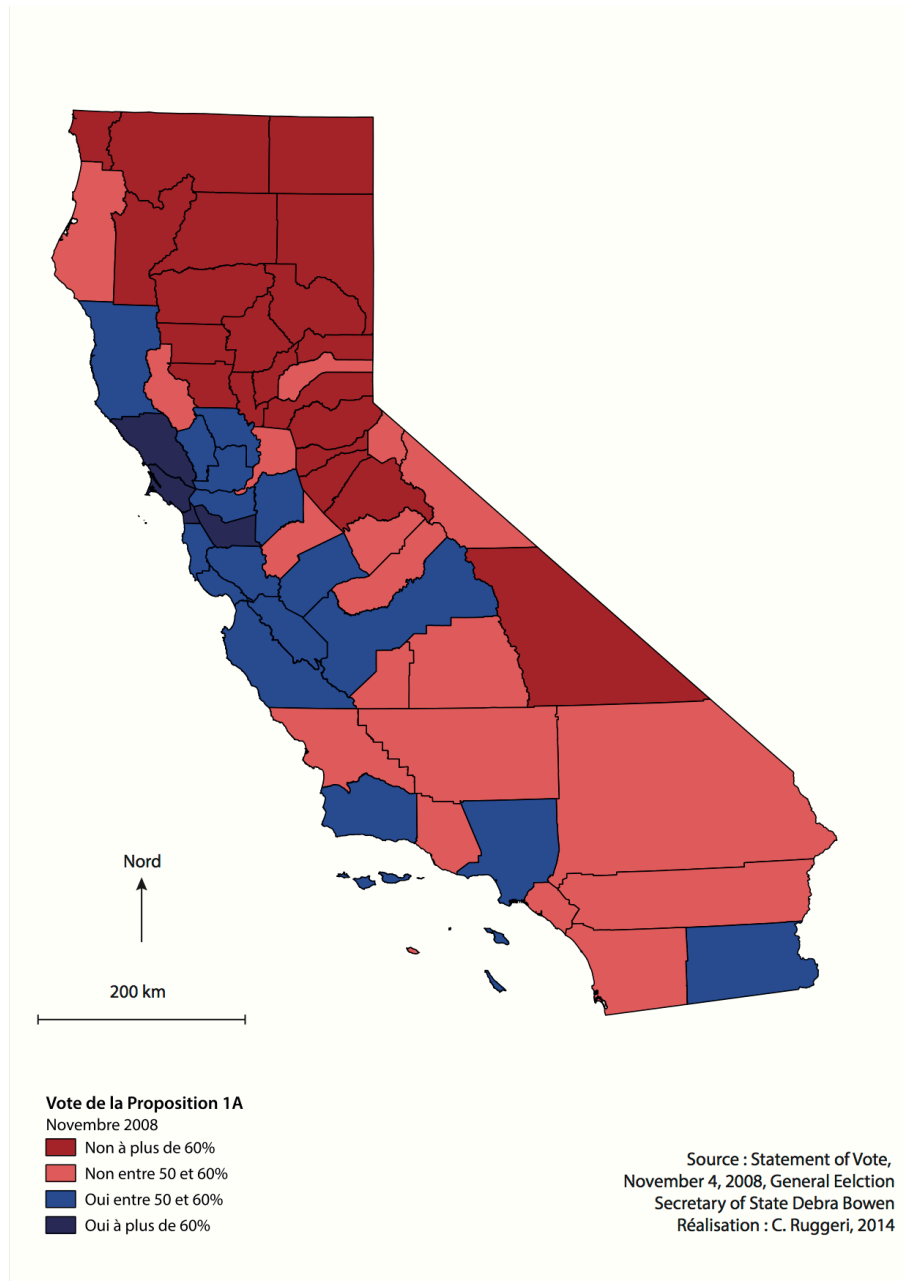 Nord
200 km
Vote de la Proposition 1A
Novembre 2008
Non à plus de 60%
Non entre 50 et 60%
Oui entre 50 et 60%
Oui à plus de 60%
Source : Statement of Vote,
November 4, 2008, General Eelction
Secretary of State Debra Bowen
Réalisation : C. Ruggeri, 2014